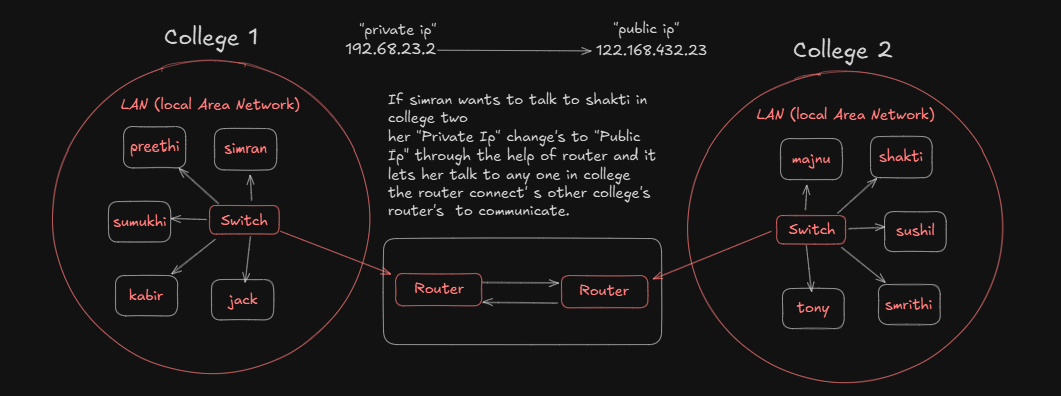 College 1
"private ip"
192.68.23.2
"public ip"
122.168.432.23
College 2
LAN (local Area Network)
preethi
simran
sumukhi
Switch
kabir
jack
If simran wants to talk to shakti in
college two
her "Private Ip" change's to "Public
Ip" through the help of router and it
lets her talk to any one in college
the router connect' s other college's
router's to communicate.
Router
Router
LAN (local Area Network)
majnu
shakti
Switch
sushil
tony
smrithi